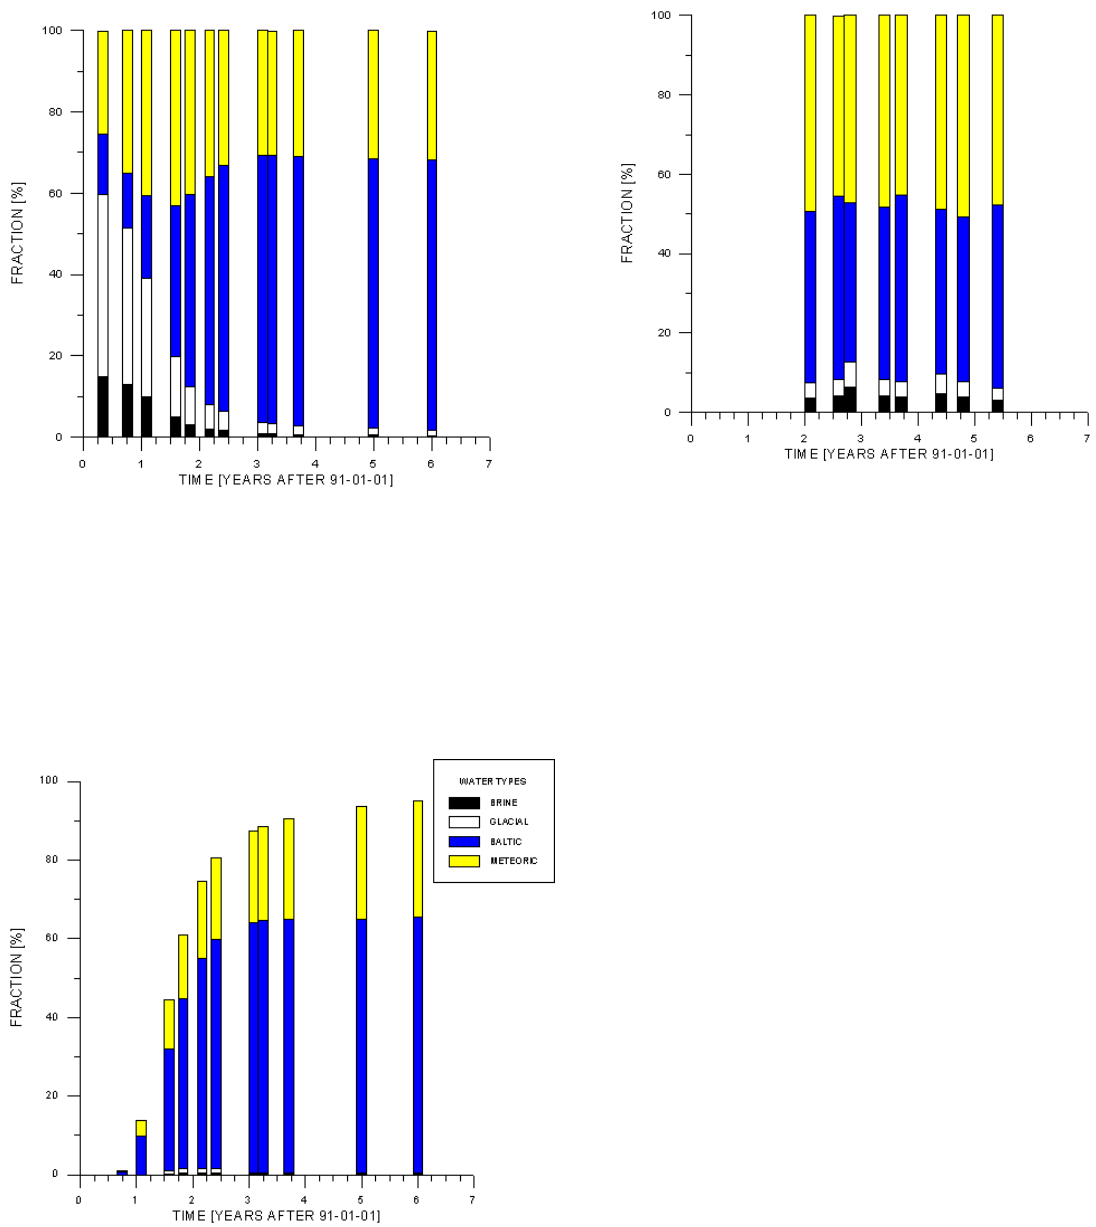 100
80
60
40
20
0
FRACTION [%]
0 1 2 3 4 5 6 7
TIME [YEARS AFTER 91-01-01]
100
80
60
40
20
0
FRACTION [%]
0 1 2 3 4 5 6 7
TIME [YEARS AFTER 91-01-01]
100
80
60
40
20
0
FRACTION [%]
0 1 2 3 4 5 6 7
TIME [YEARS AFTER 91-01-01]
WATER TYPES
BRINE
GLACIAL
BALTIC
METEORIC